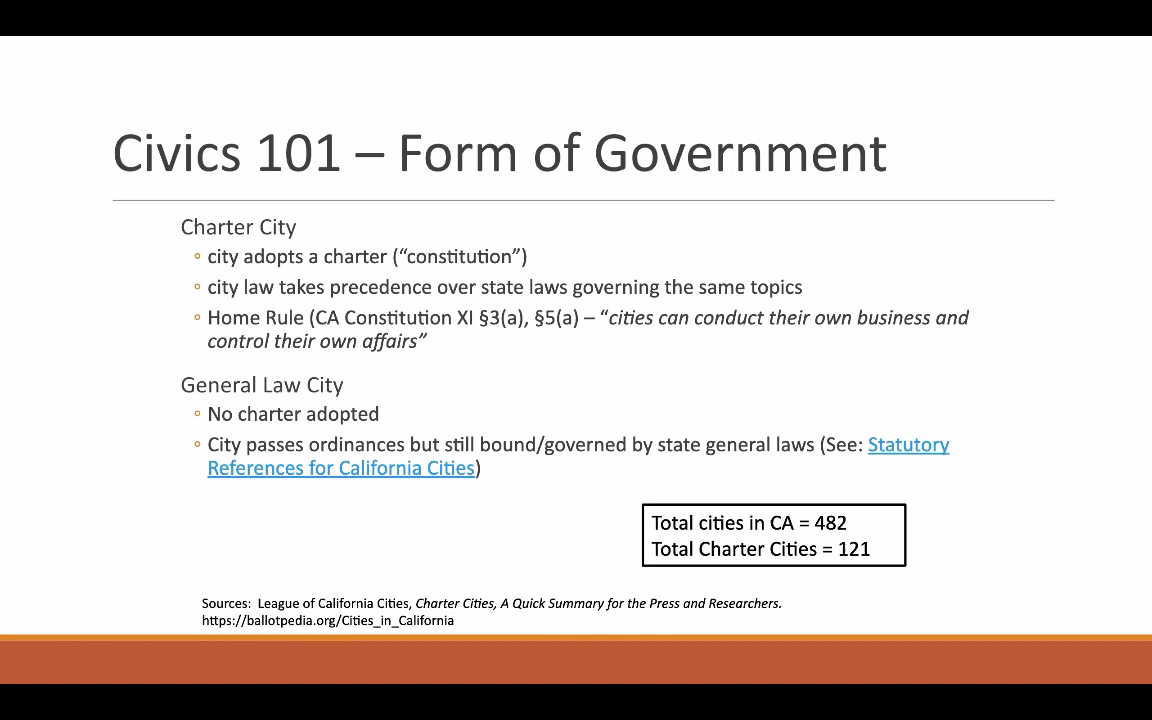 Civics 101 – Form of Government
Charter City
◦ city adopts a charter (“constitution”)
◦ city law takes precedence over state laws governing the same topics
◦ Home Rule (CA Constitution XI §3(a), §5(a) – “cities can conduct their own business and
control their own affairs”
General Law City
◦ No charter adopted
◦ City passes ordinances but still bound/governed by state general laws (See: Statutory
References for California Cities)
Total cities in CA = 482
Total Charter Cities = 121
Sources: League of California Cities, Charter Cities, A Quick Summary for the Press and Researchers.
https://ballotpedia.org/Cities_in_California